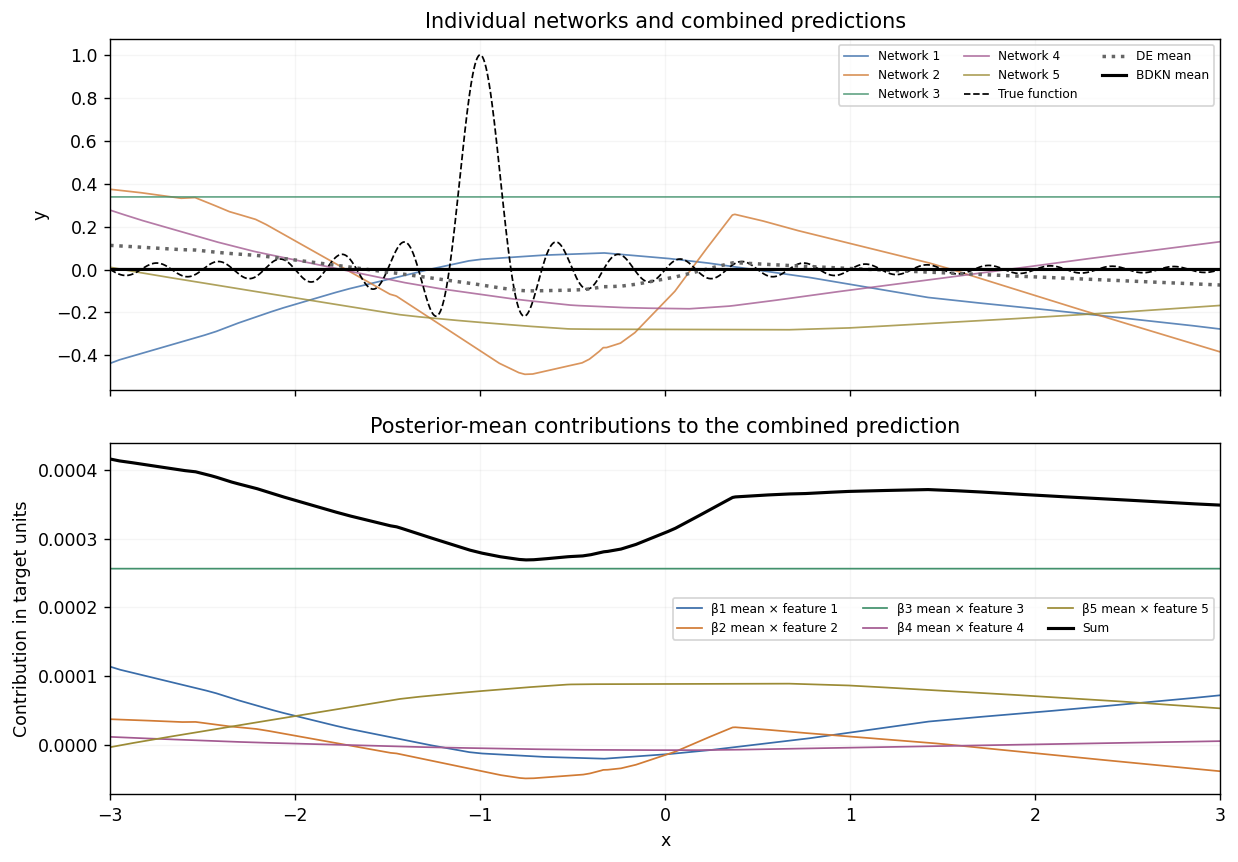 Individual networks and combined predictions
Network 1 Network 4 DE mean
Network 2 Network 5 BDKN mean
Network 3 True function
1.0
0.8
0.6
0.4
0.2
0.0
−0.2
−0.4
y
Posterior-mean contributions to the combined prediction
0.0004
0.0003
0.0002
0.0001
0.0000
Contribution in target units
β1 mean × feature 1 β3 mean × feature 3 β5 mean × feature 5
β2 mean × feature 2 β4 mean × feature 4 Sum
−3 −2 −1 0 1 2 3
x